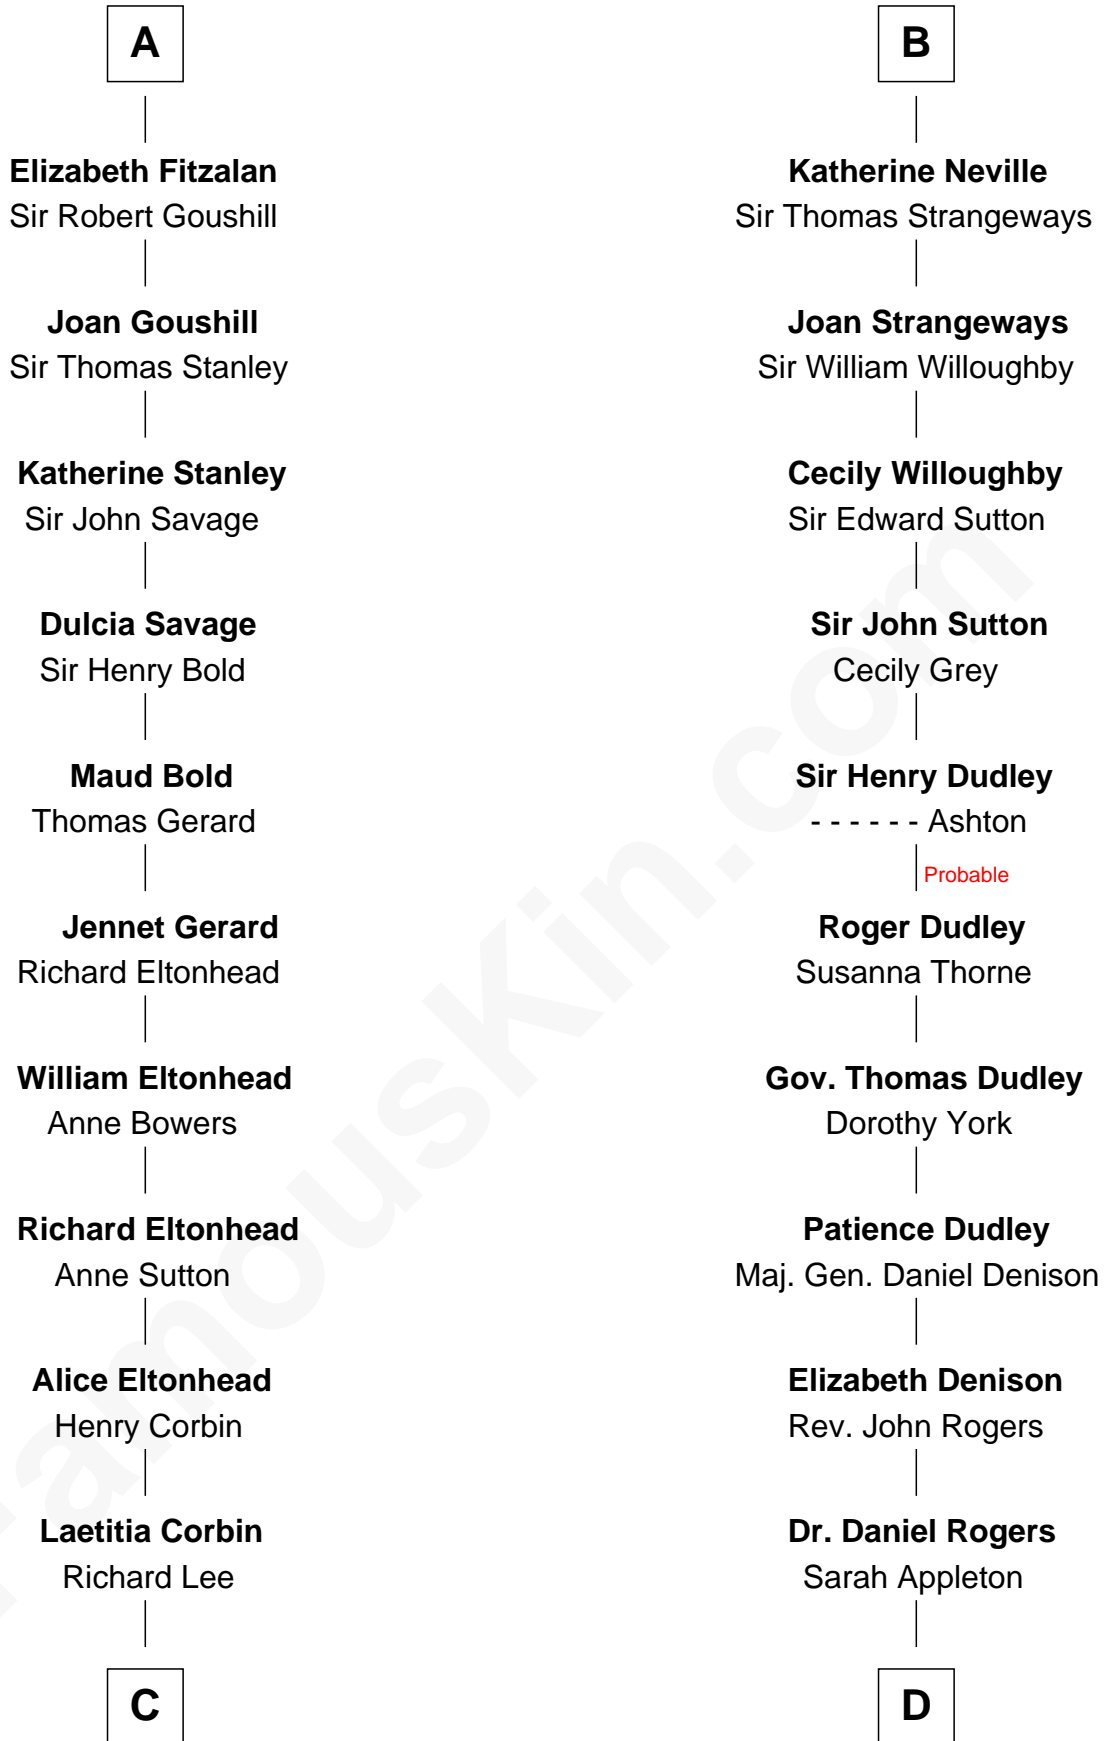 A
Elizabeth Fitzalan
Sir Robert Goushill
Joan Goushill
Sir Thomas Stanley
Katherine Stanley
Sir John Savage
Dulcia Savage
Sir Henry Bold
Maud Bold
Thomas Gerard
Jennet Gerard
Richard Eltonhead
William Eltonhead
Anne Bowers
Richard Eltonhead
Anne Sutton
Alice Eltonhead
Henry Corbin
Laetitia Corbin
Richard Lee
C
B
Katherine Neville
Sir Thomas Strangeways
Joan Strangeways
Sir William Willoughby
Cecily Willoughby
Sir Edward Sutton
Sir John Sutton
Cecily Grey
Sir Henry Dudley
- - - - - - Ashton
Probable
Roger Dudley
Susanna Thorne
Gov. Thomas Dudley
Dorothy York
Patience Dudley
Maj. Gen. Daniel Denison
Elizabeth Denison
Rev. John Rogers
Dr. Daniel Rogers
Sarah Appleton
D
FamousKin.com